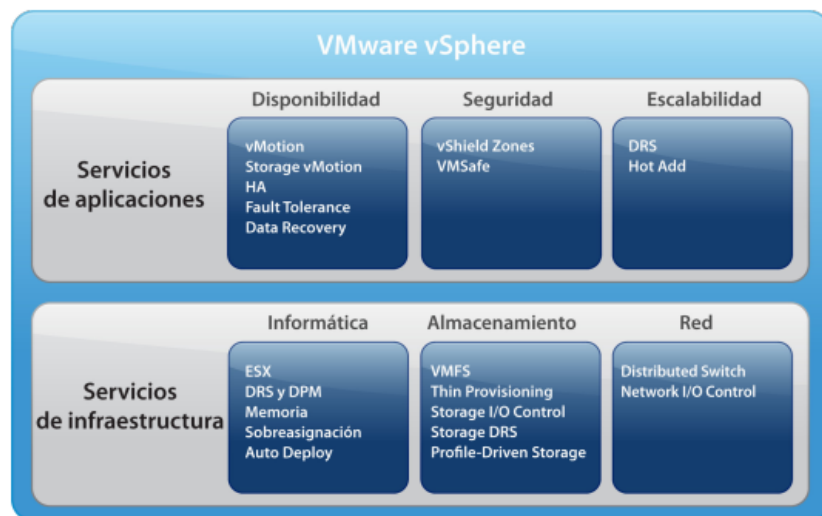 VMware vSphere
Servicios
de aplicaciones
Disponibilidad
vMotion
Storage vMotion
HA
Fault Tolerance
Data Recovery
Seguridad
vShield Zones
VMSafe
Escalabilidad
DRS
Hot Add
Servicios
de infraestructura
Informática
ESX
DRS y DPM
Memoria
Sobreasignación
Auto Deploy
Almacenamiento
VMFS
Thin Provisioning
Storage I/O Control
Storage DRS
Profile-Driven Storage
Red
Distributed Switch
Network I/O Control